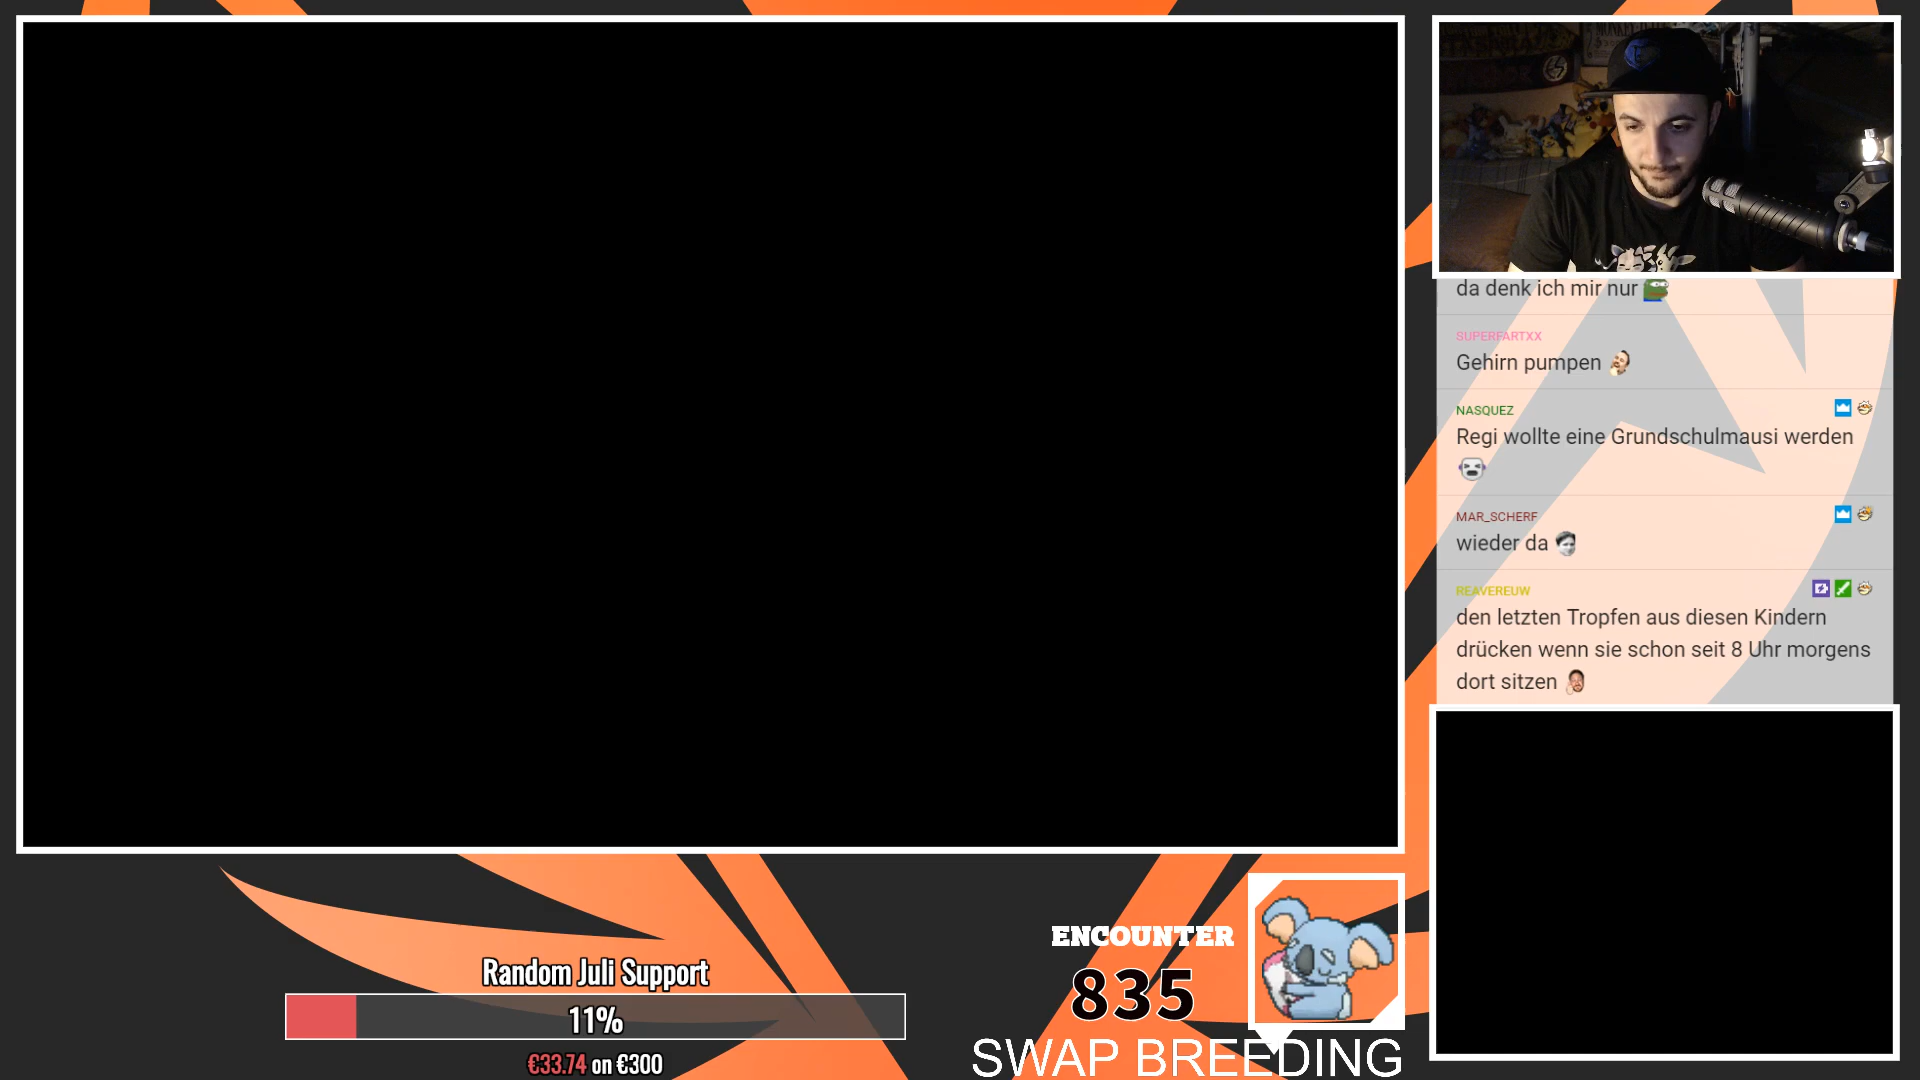 da denk ich mir nur
SUPERFARTXX
Gehirn pumpen
NASQUEZ
Regi wollte eine Grundschulmausi werden
MAR_SCHERF
wieder da
REAVEREUW
den letzten Tropfen aus diesen Kindern
drücken wenn sie schon seit 8 Uhr morgens
dort sitzen
ENCOUNTER
835
SWAP BREEDING
Random Juli Support
11%
€33.74 on €300